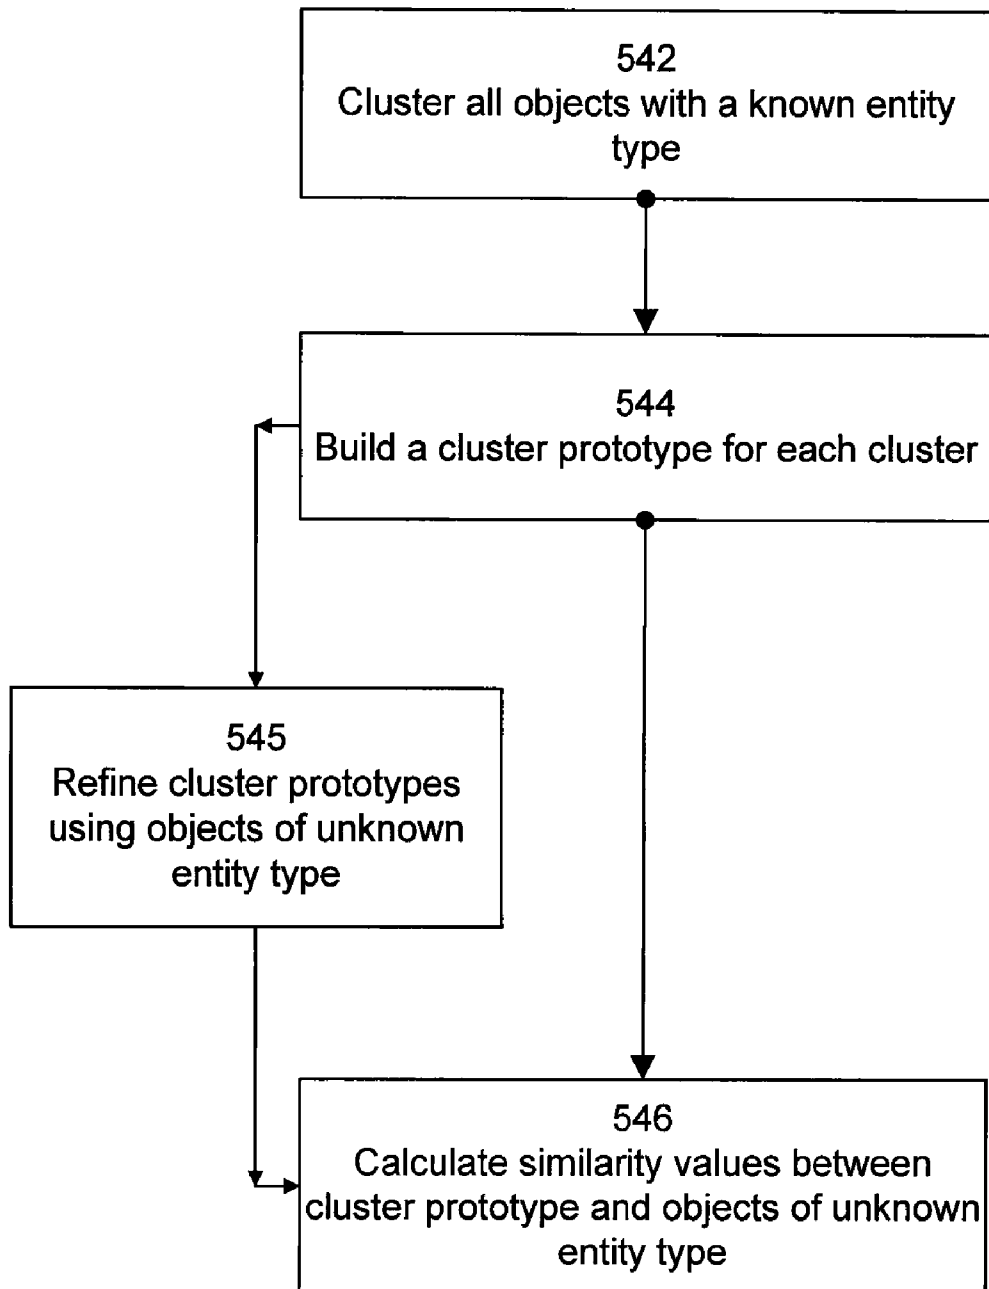 542
Cluster all objects with a known entity
type
544
Build a cluster prototype for each cluster
545
Refine cluster prototypes
using objects of unknown
entity type
546
Calculate similarity values between
cluster prototype and objects of unknown
entity type